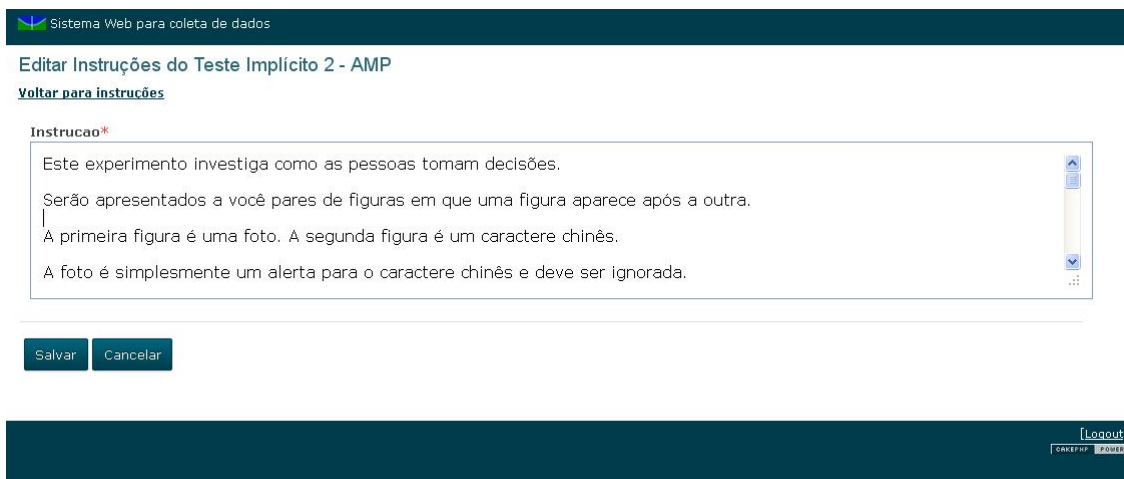 Sistema Web para coleta de dados
Editar Instruções do Teste Implícito 2 - AMP
Voltar para instruções
Instrucao*
Este experimento investiga como as pessoas tomam decisões.
Serão apresentados a você pares de figuras em que uma figura aparece após a outra.
A primeira figura é uma foto. A segunda figura é um caractere chinês.
A foto é simplesmente um alerta para o caractere chinês e deve ser ignorada.
Salvar Cancelar
[Logout
CAKEPHP POWER